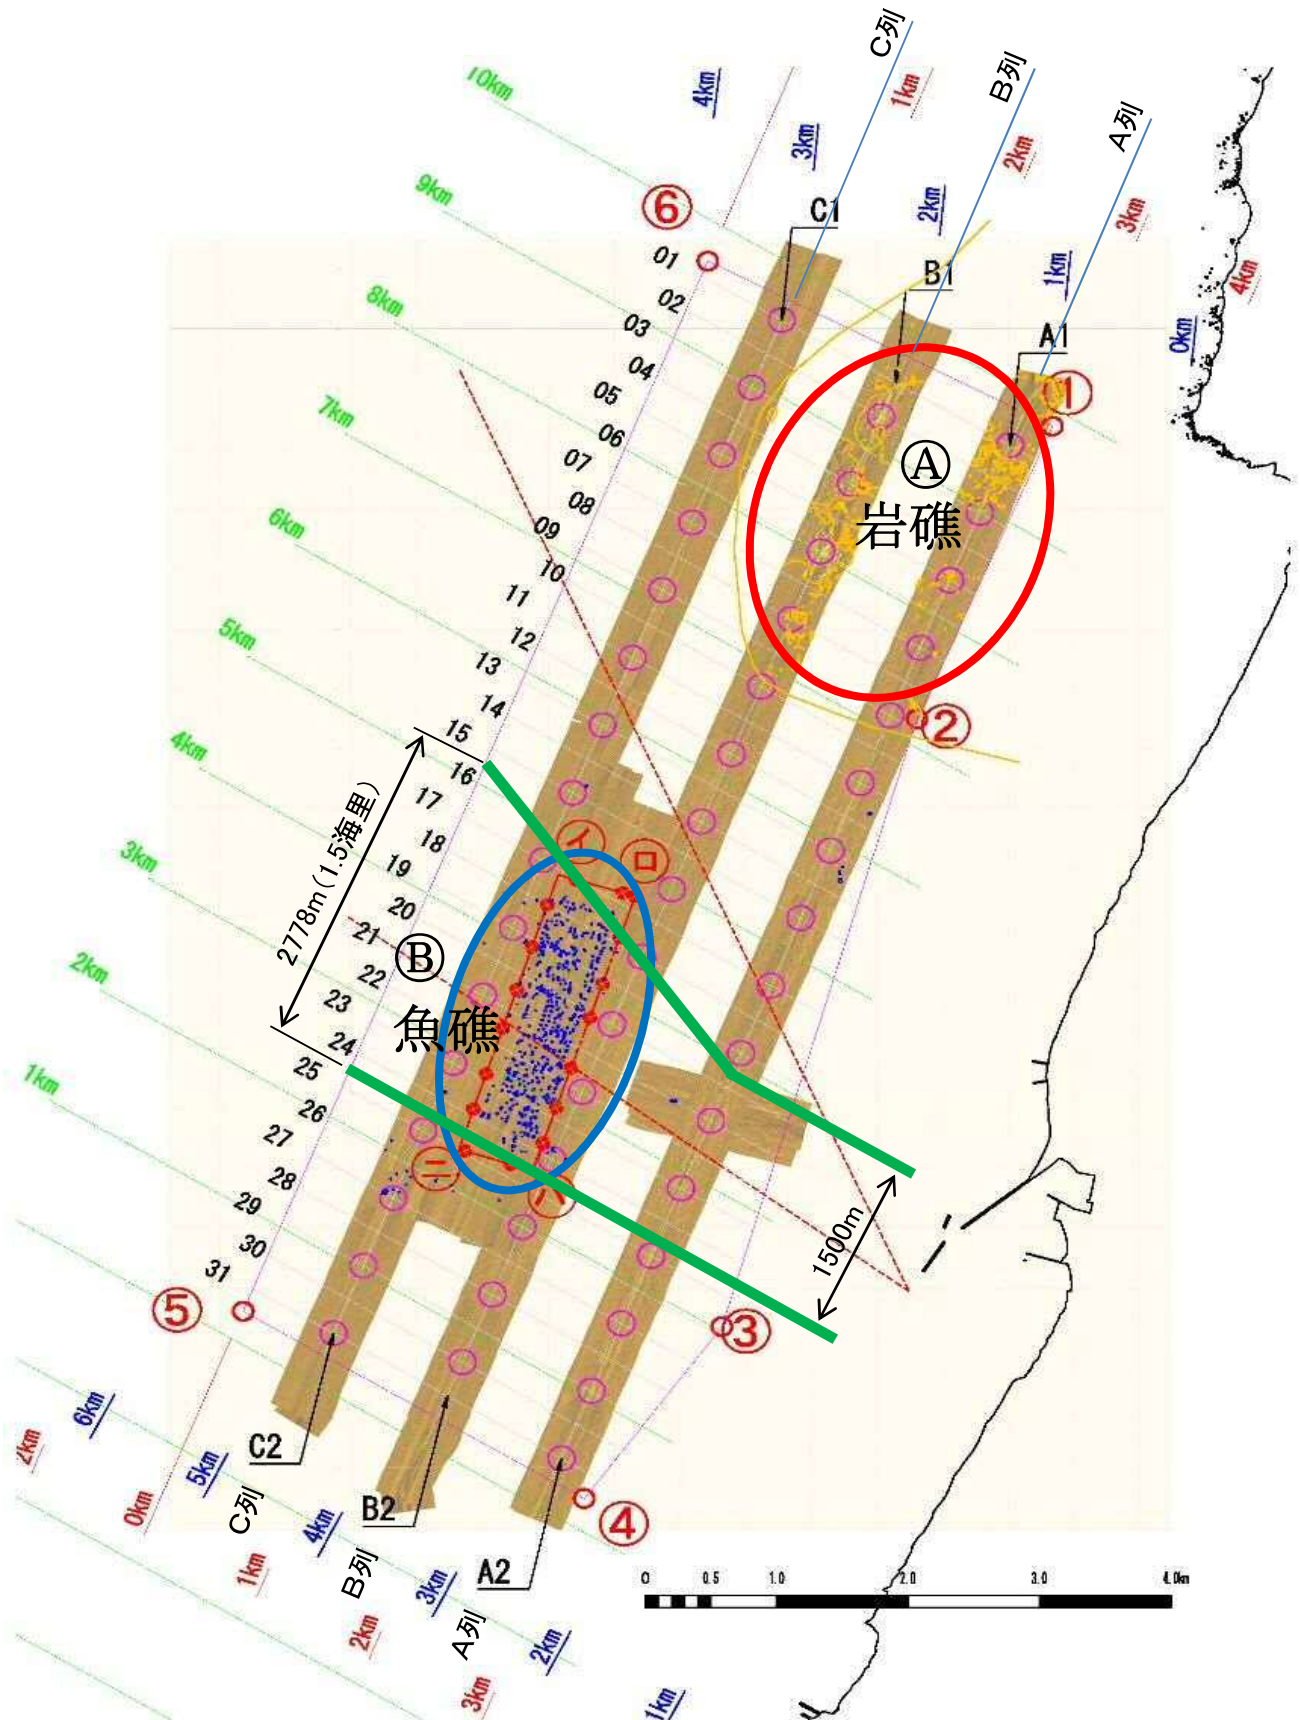 C列
B列
A列
10km
4km
1km
3km
2km
9km
2km
3km
⑥
C1
01
B1
1km
4km
8km
02
03
A1
0km
①
04
05
7km
06
07
Ⓐ
岩礁
08
6km
09
10
11
5km
12
13
14
②
15
4km
16
17
2778m(1.5海里)
18
3km
19
イ
ロ
20
21
Ⓑ
魚礁
22
2km
23
24
25
1km
26
27
ニ
ハ
28
29
1500m
30
31
⑤
③
6km
2km
C2
5km
0km
C列
B2
4km
④
1km
B列
A2
3km
2km
A列
2km
3km
1km
0 0.5 1.0 2.0 3.0 4.0km